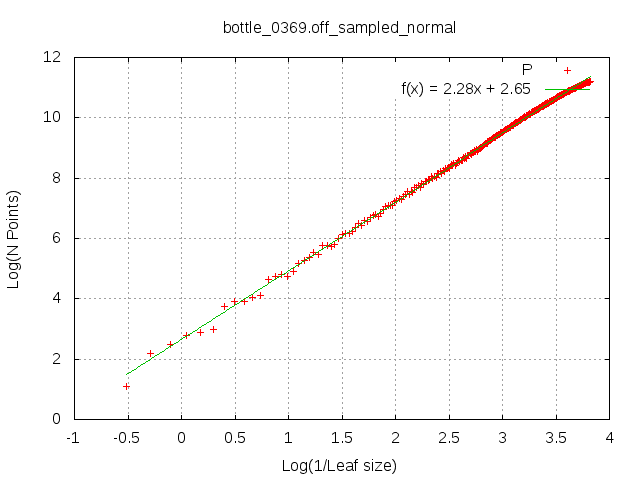 bottle_0369.off_sampled_normal
12
10
8
6
4
2
0
Log(N Points)
P
f(x) = 2.28x + 2.65
-1 -0.5 0 0.5 1 1.5 2 2.5 3 3.5 4
Log(1/Leaf size)